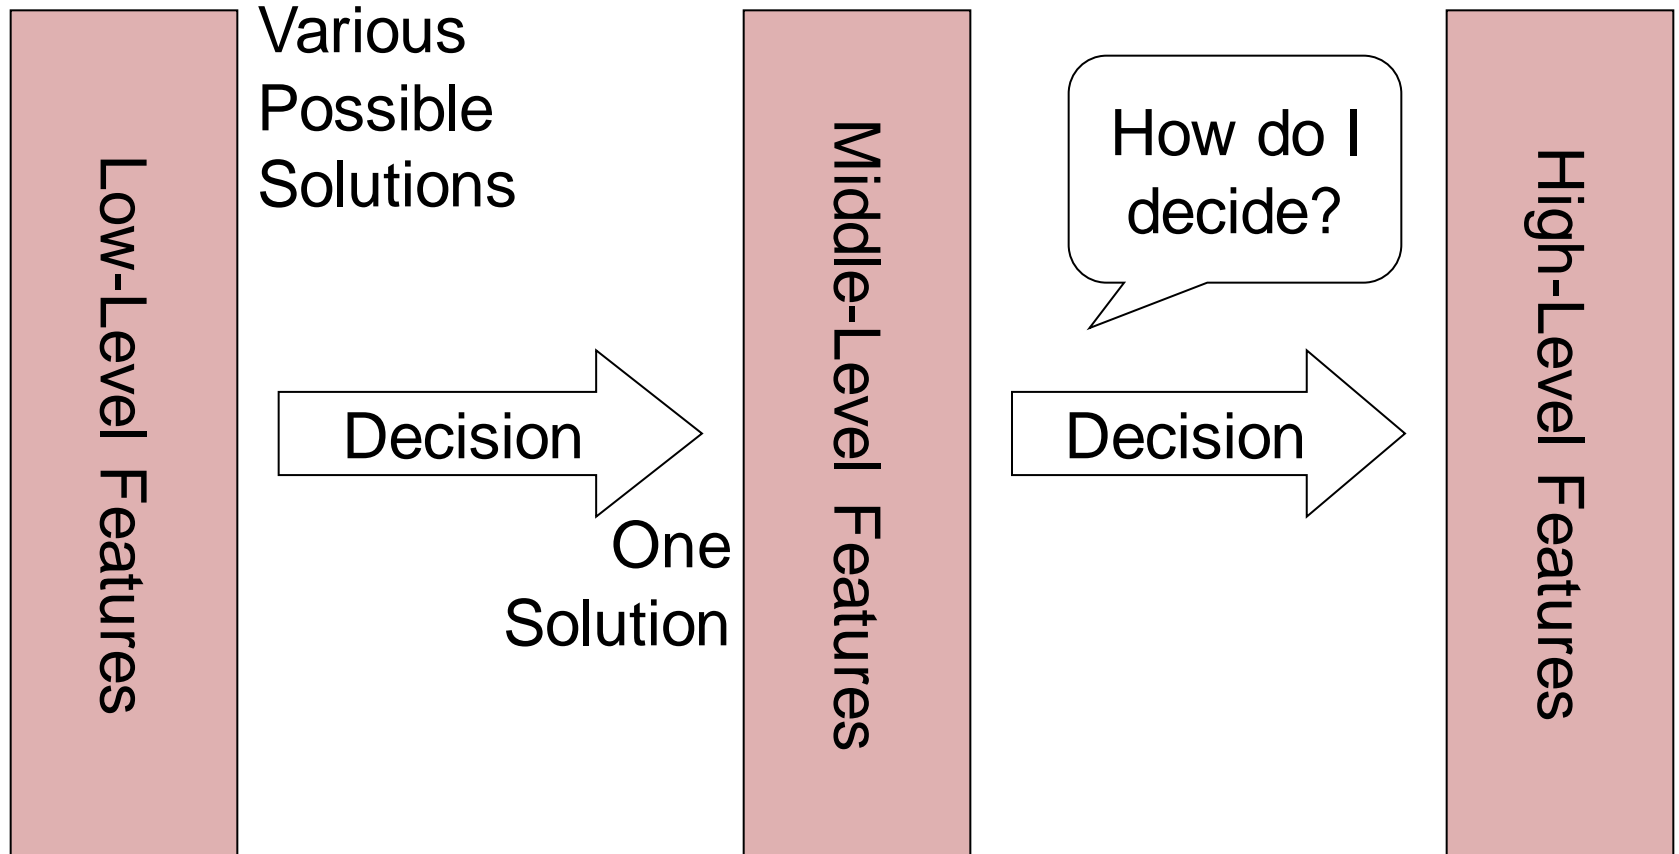 Low-Level Features
Various
Possible
Solutions
Decision
One
Solution
Middle-Level Features
How do I
decide?
Decision
High-Level Features